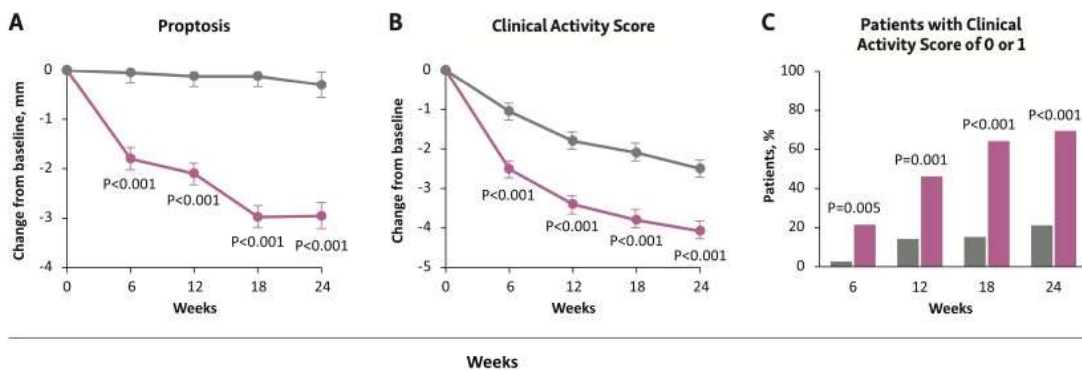 A
Proptosis
Change from baseline, mm
0
-1
-2
-3
-4
P<0.001
P<0.001
P<0.001
P<0.001
0
6
12
18
24
Weeks
B
Clinical Activity Score
Change from baseline
0
-1
-2
-3
-4
-5
P<0.001
P<0.001
P<0.001
P<0.001
0
6
12
18
24
Weeks
C
Patients with Clinical
Activity Score of 0 or 1
Patients, %
100
80
60
40
20
0
P=0.005
P=0.001
P<0.001
P<0.001
6
12
18
24
Weeks
Weeks